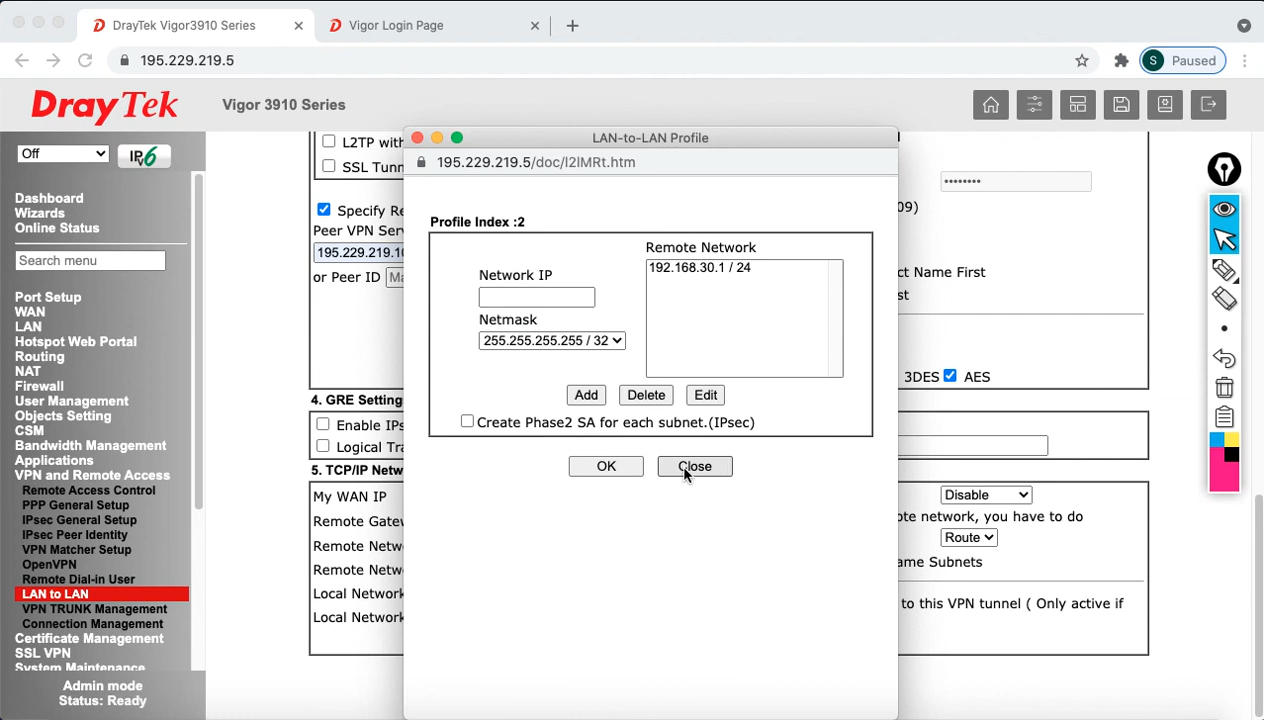 DrayTek Vigor3910 Series
Vigor Login Page
195.229.219.5
S Paused
DrayTek
Vigor 3910 Series
Off
IPv6
Dashboard
Wizards
Online Status
Search menu
Port Setup
WAN
LAN
Hotspot Web Portal
Routing
NAT
Firewall
User Management
Objects Setting
CSM
Bandwidth Management
Applications
VPN and Remote Access
Remote Access Control
PPP General Setup
IPsec General Setup
IPsec Peer Identity
VPN Matcher Setup
OpenVPN
Remote Dial-in User
LAN to LAN
VPN TRUNK Management
Connection Management
Certificate Management
SSL VPN
System Maintenance
Admin mode
Status: Ready
L2TP with
SSL Tunn
Specify Re
Peer VPN Serv
195.229.219.10
or Peer ID Ma
4. GRE Setting
Enable IPs
Logical Tra
5. TCP/IP Netw
My WAN IP
Remote Gatew
Remote Netw
Remote Netw
Local Network
Local Network
LAN-to-LAN Profile
195.229.219.5/doc/l2lMRt.htm
Profile Index :2
Remote Network
192.168.30.1 / 24
Network IP
Netmask
255.255.255.255 / 32
Add Delete Edit
Create Phase2 SA for each subnet.(IPsec)
OK Close
••••••••
09)
ct Name First
st
3DES AES
Disable
ote network, you have to do
Route
ame Subnets
to this VPN tunnel ( Only active if